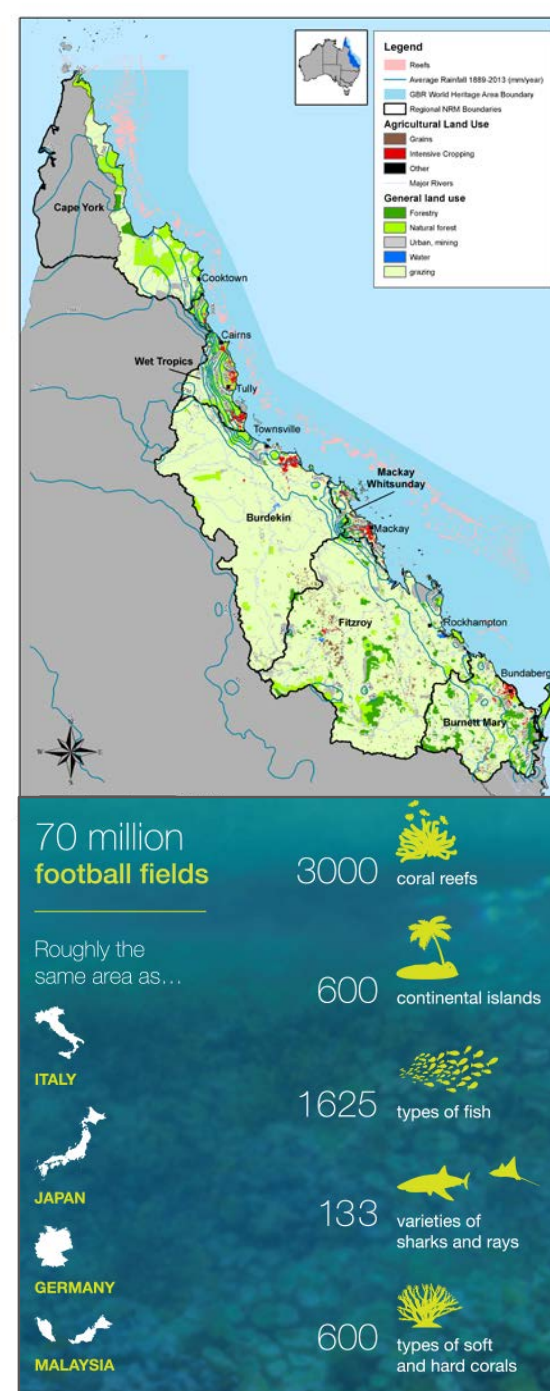 Legend
Reefs
Average Rainfall 1889-2013 (mm/year)
GBR World Heritage Area Boundary
Regional NRM Boundaries
Agricultural Land Use
Grains
Intensive Cropping
Other
Major Rivers
General land use
Forestry
Natural forest
Urban, mining
Water
grazing
Cape York
Cooktown
Cairns
Wet Tropics
Tully
Townsville
Mackay
Whitsunday
Burdekin
Mackay
Fitzroy
Rockhampton
Bundaberg
Burnett Mary
N
W
E
S
70 million
football fields
Roughly the
same area as...
ITALY
JAPAN
GERMANY
MALAYSIA
3000
coral reefs
600
continental islands
1625
types of fish
133
varieties of
sharks and rays
600
types of soft
and hard corals